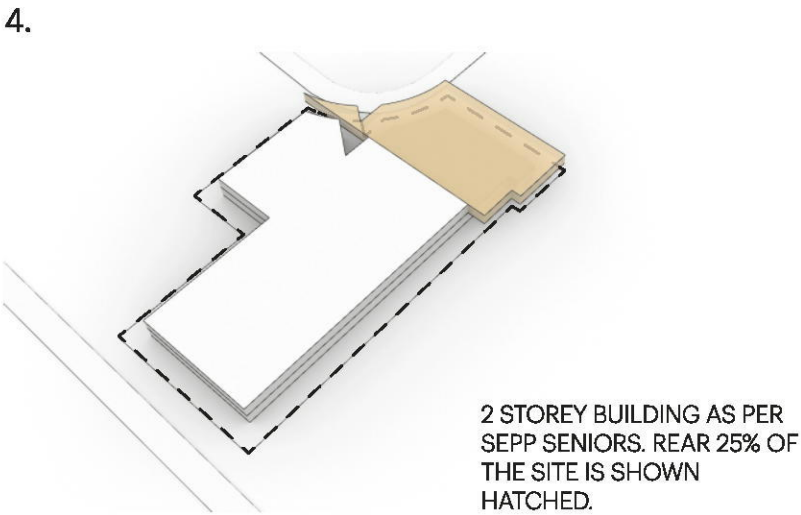 4.
2 STOREY BUILDING AS PER
SEPP SENIORS. REAR 25% OF
THE SITE IS SHOWN
HATCHED.